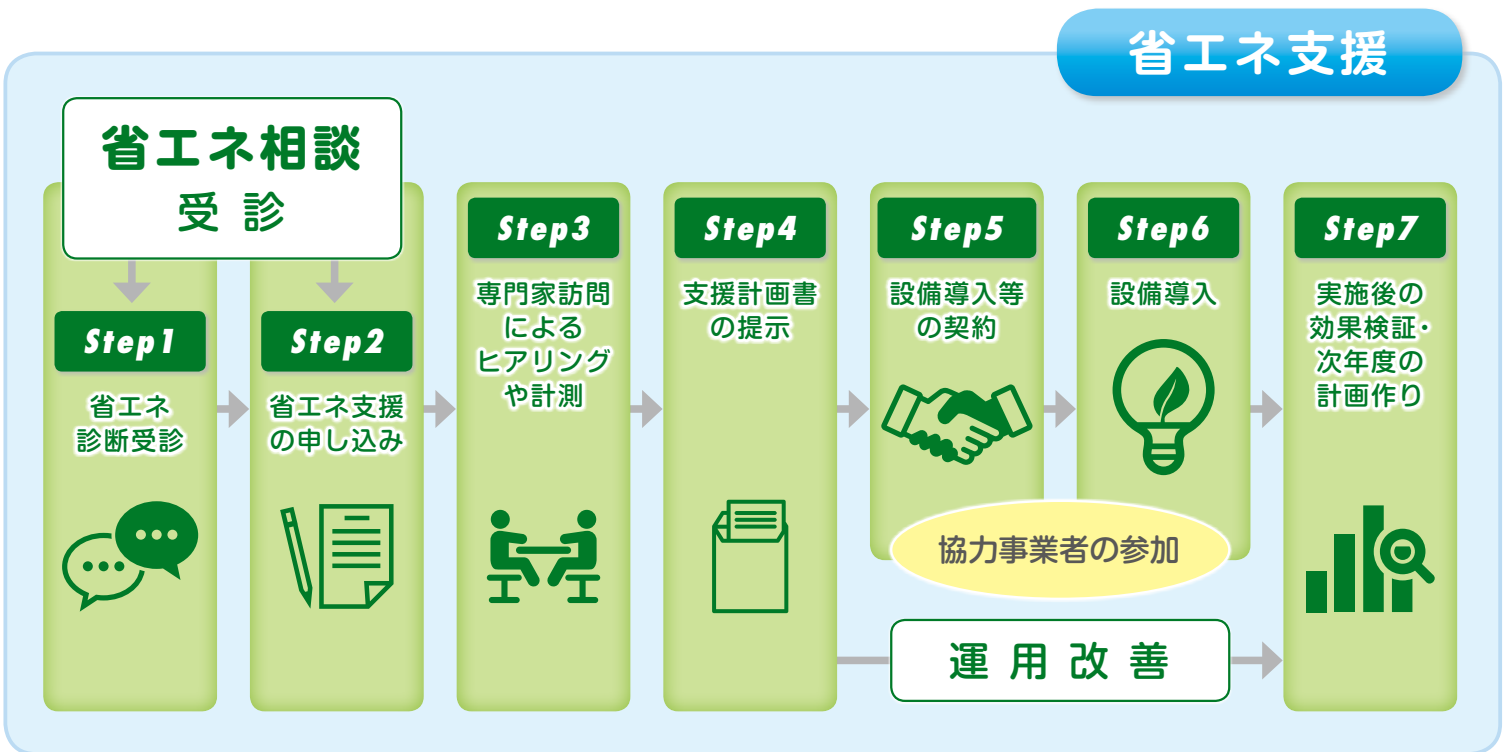 省エネ支援
省エネ相談
受診
Step1
省エネ
診断受診
Step2
省エネ支援
の申し込み
Step3
専門家訪問
による
ヒアリング
や計測
Step4
支援計画書
の提示
Step5
設備導入等
の契約
Step6
設備導入
協力事業者の参加
運用改善
Step7
実施後の
効果検証・
次年度の
計画作り